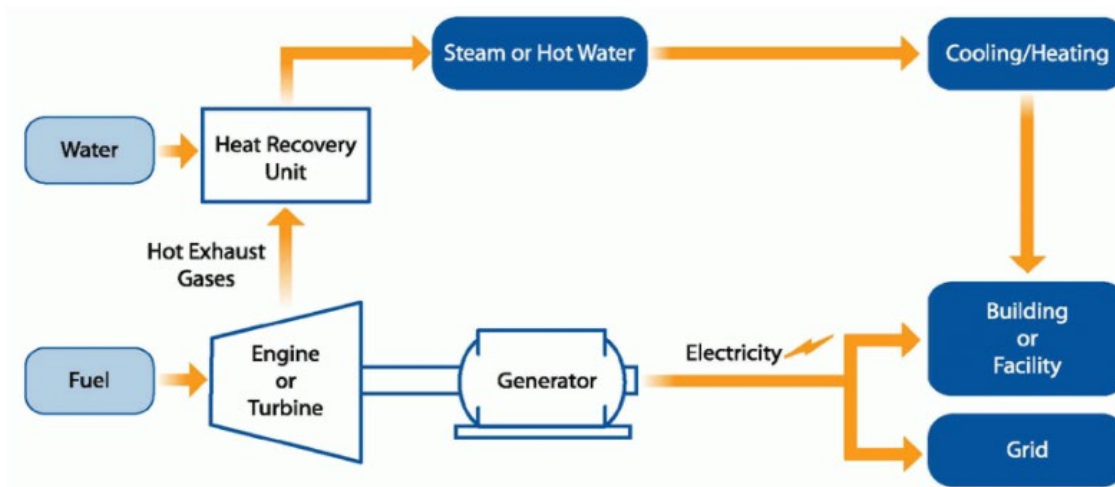 Steam or Hot Water
Cooling/Heating
Water
Heat Recovery
Unit
Hot Exhaust
Gases
Fuel
Engine
or
Turbine
Generator
Electricity
Building
or
Facility
Grid